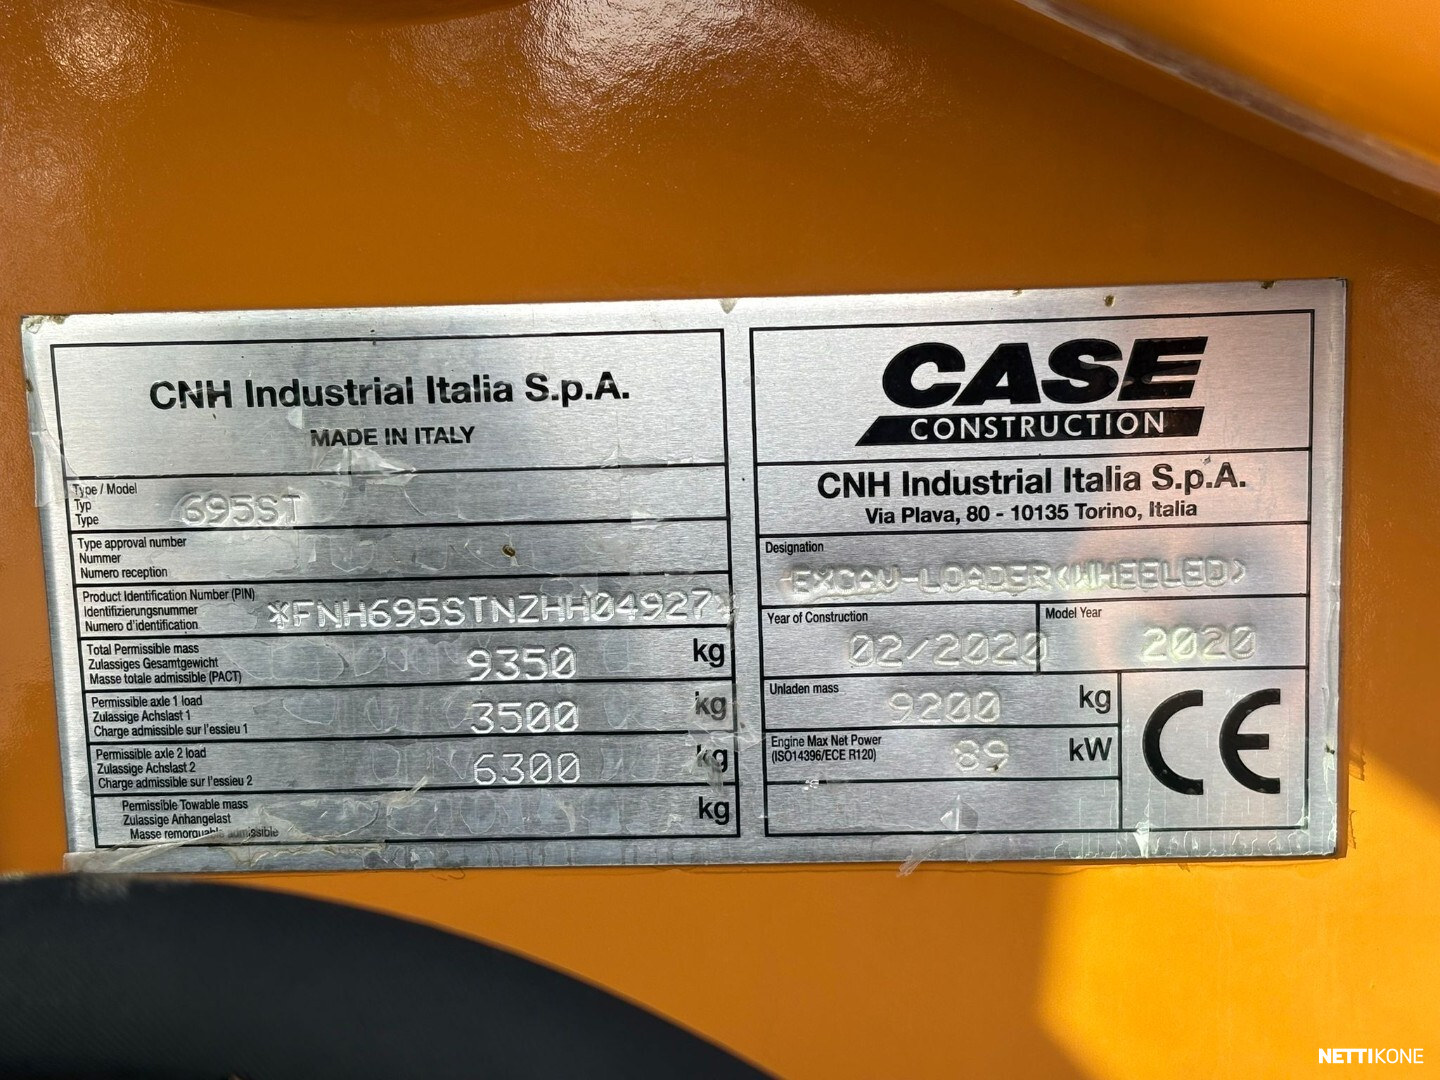 CNH Industrial Italia S.p.A.
MADE IN ITALY
Type / Model
Typ
Type
695ST
Type approval number
Nummer
Numero reception
Product Identification Number (PIN)
Identifizierungsnummer
Numero d'identification
*FNH695STNZHH04927*
Total Permissible mass
Zulassiges Gesamtgewicht
Masse totale admissible (PACT)
9350 kg
Permissible axle 1 load
Zulassige Achslast 1
Charge admissible sur l'essieu 1
3500 kg
Permissible axle 2 load
Zulassige Achslast 2
Charge admissible sur l'essieu 2
6300 kg
Permissible Towable mass
Zulassige Anhangelast
Masse remorquable admissible
kg
CASE
CONSTRUCTION
CNH Industrial Italia S.p.A.
Via Plava, 80 - 10135 Torino, Italia
Designation
EXCAV-LOADER<WHEELED>
Year of Construction
02/2020
Model Year
2020
Unladen mass
9200 kg
Engine Max Net Power
(ISO14396/ECE R120)
89 kW
CE
NETTIKONE